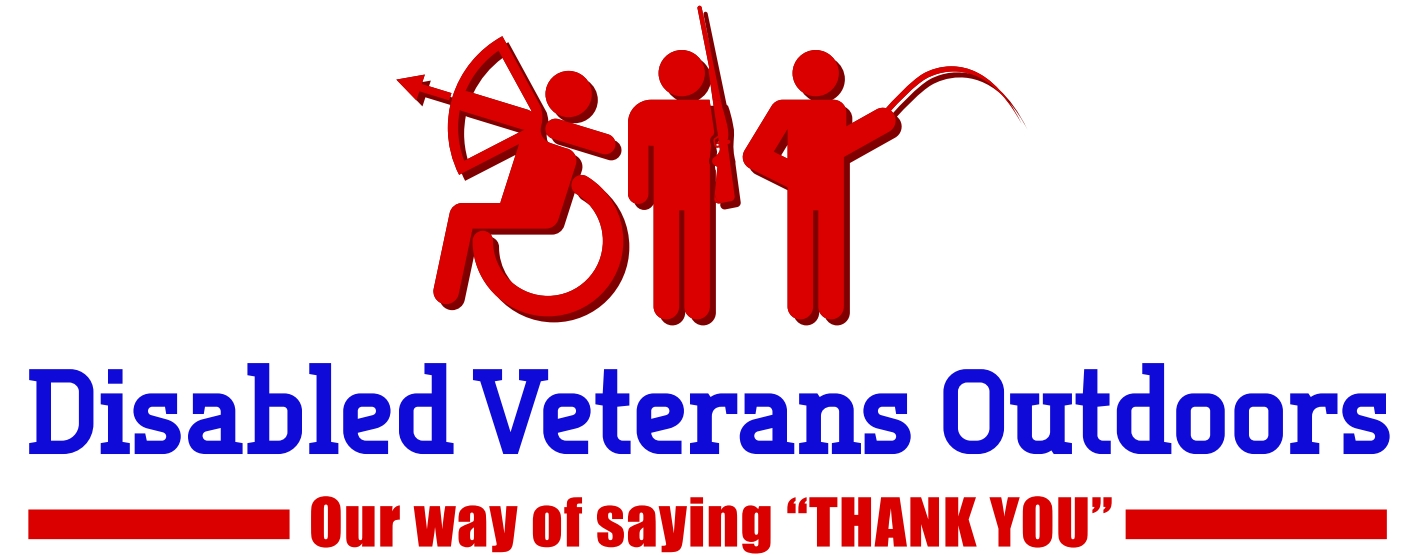 Disabled Veterans Outdoors
Our way of saying “THANK YOU”